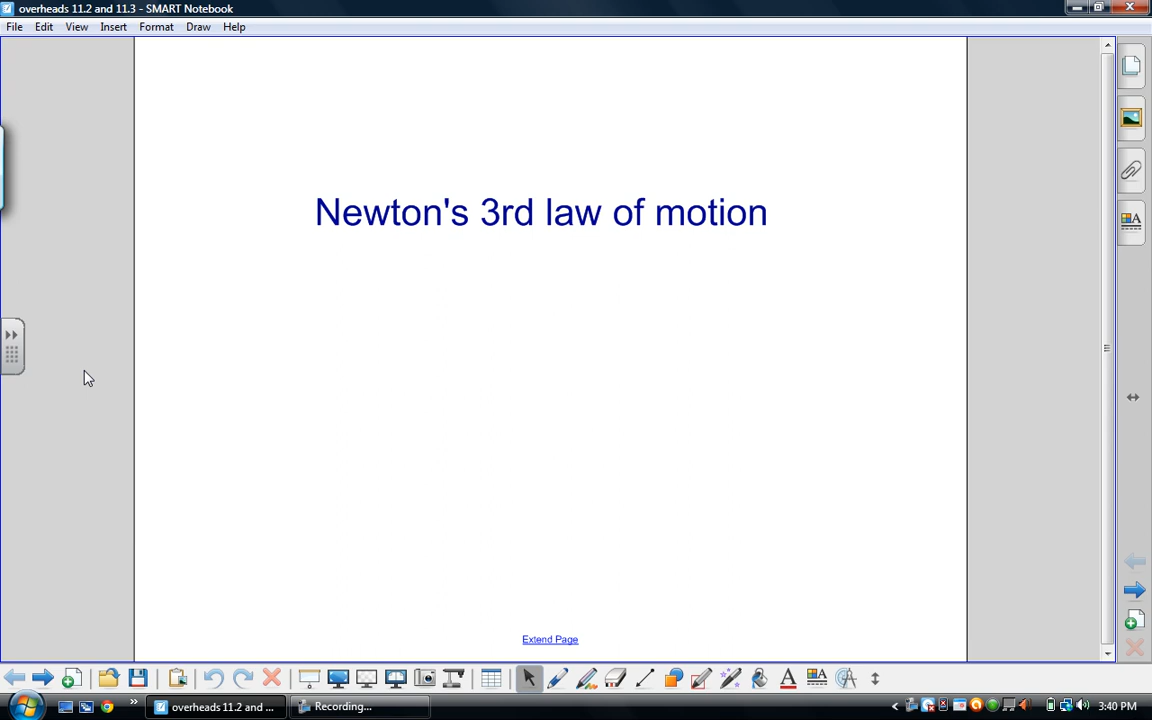 overheads 11.2 and 11.3 - SMART Notebook
File Edit View Insert Format Draw Help
Newton's 3rd law of motion
Extend Page
overheads 11.2 and ...
Recording...
3:40 PM